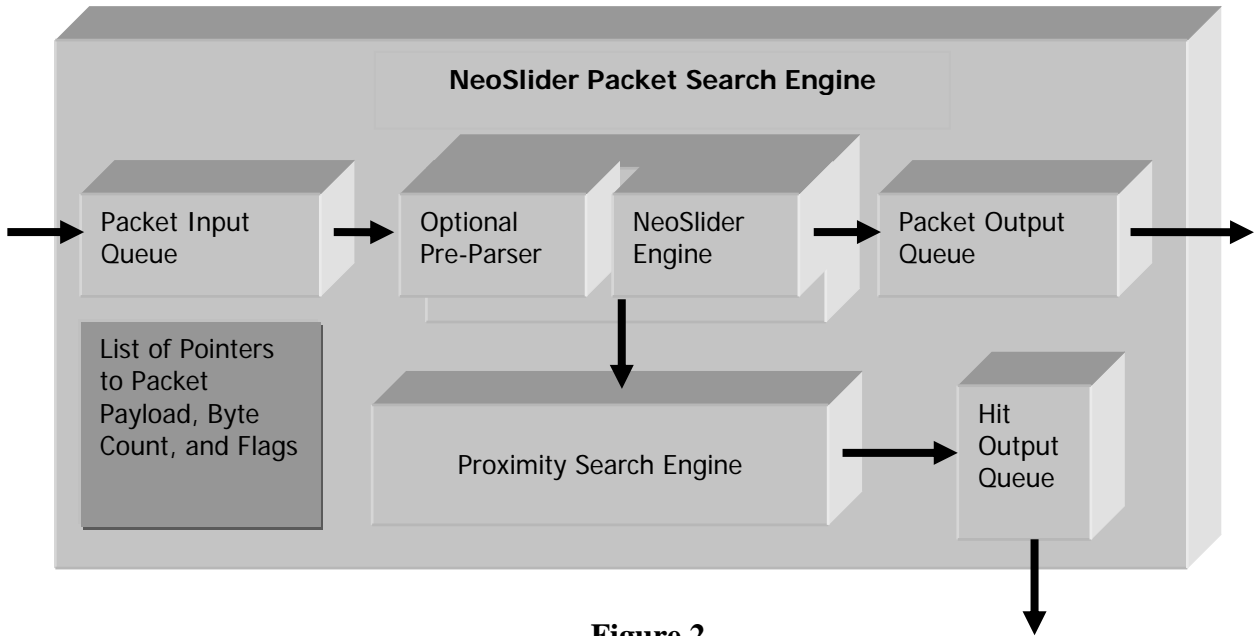 NeoSlider Packet Search Engine
Packet Input
Queue
Optional
Pre-Parser
NeoSlider
Engine
Packet Output
Queue
List of Pointers
to Packet
Payload, Byte
Count, and Flags
Proximity Search Engine
Hit
Output
Queue
Figure 2